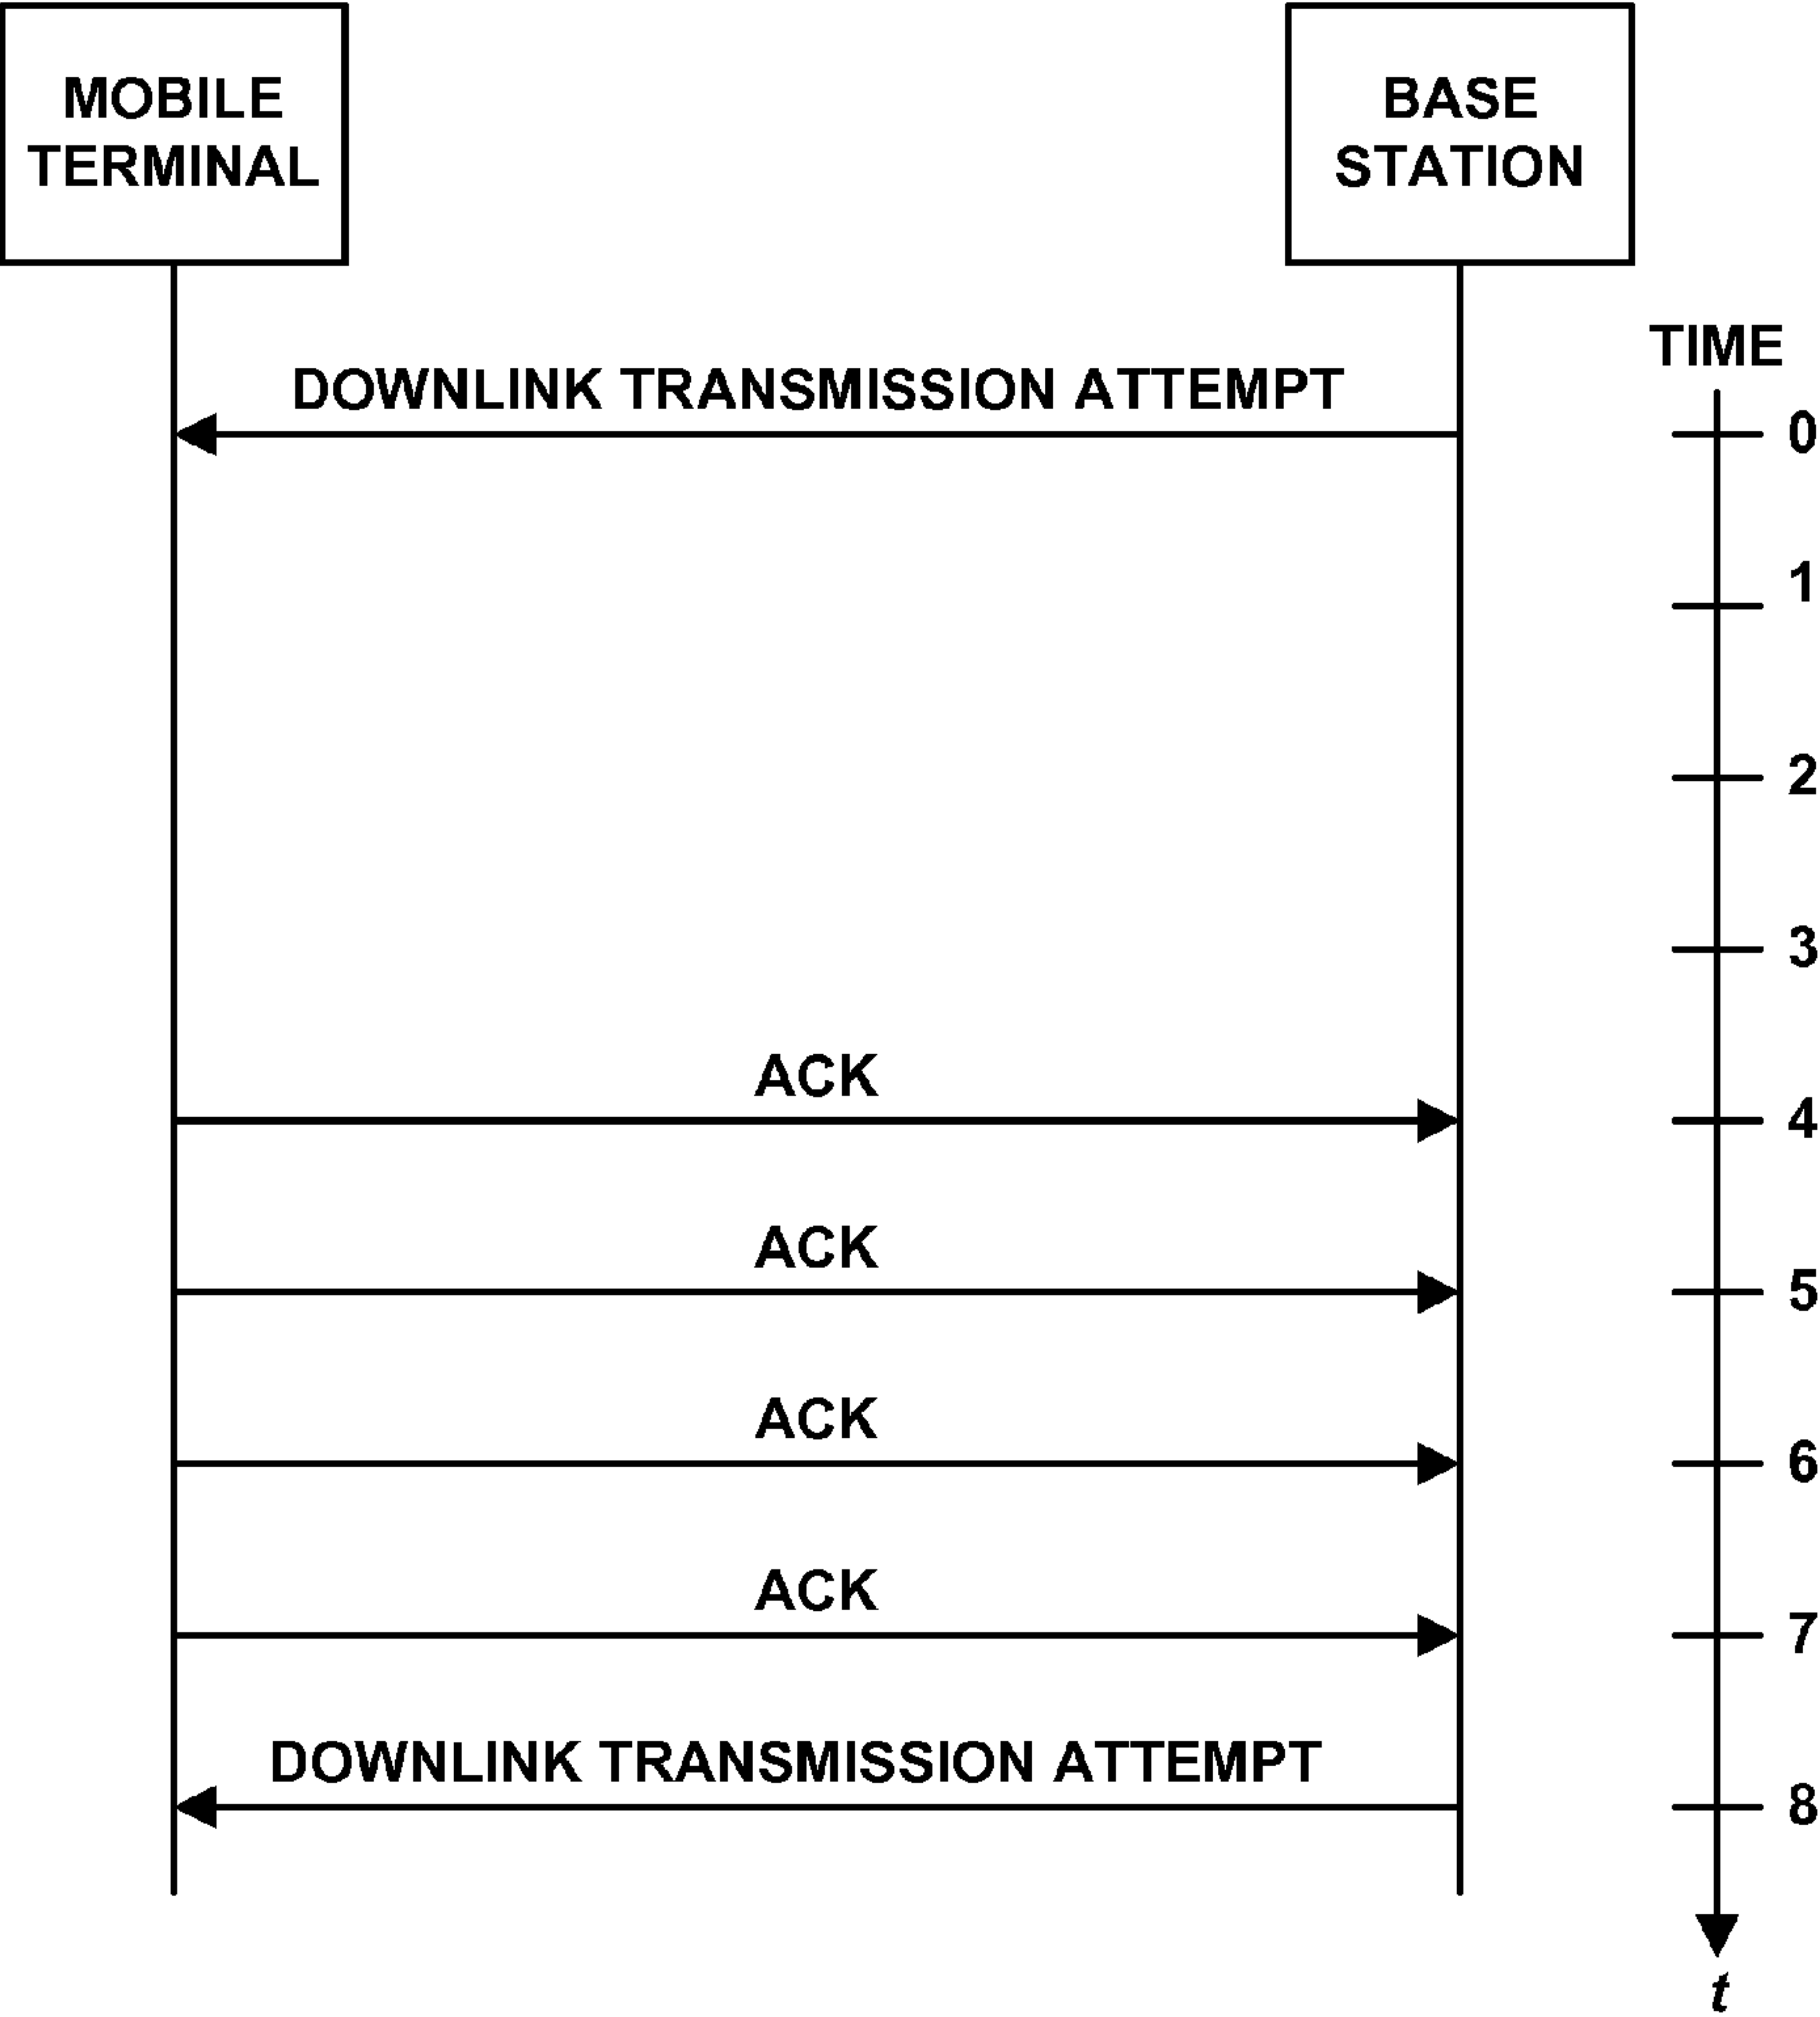 MOBILE
TERMINAL
BASE
STATION
TIME
DOWNLINK TRANSMISSION ATTEMPT
0
1
2
3
ACK
4
ACK
5
ACK
6
ACK
7
DOWNLINK TRANSMISSION ATTEMPT
8
t